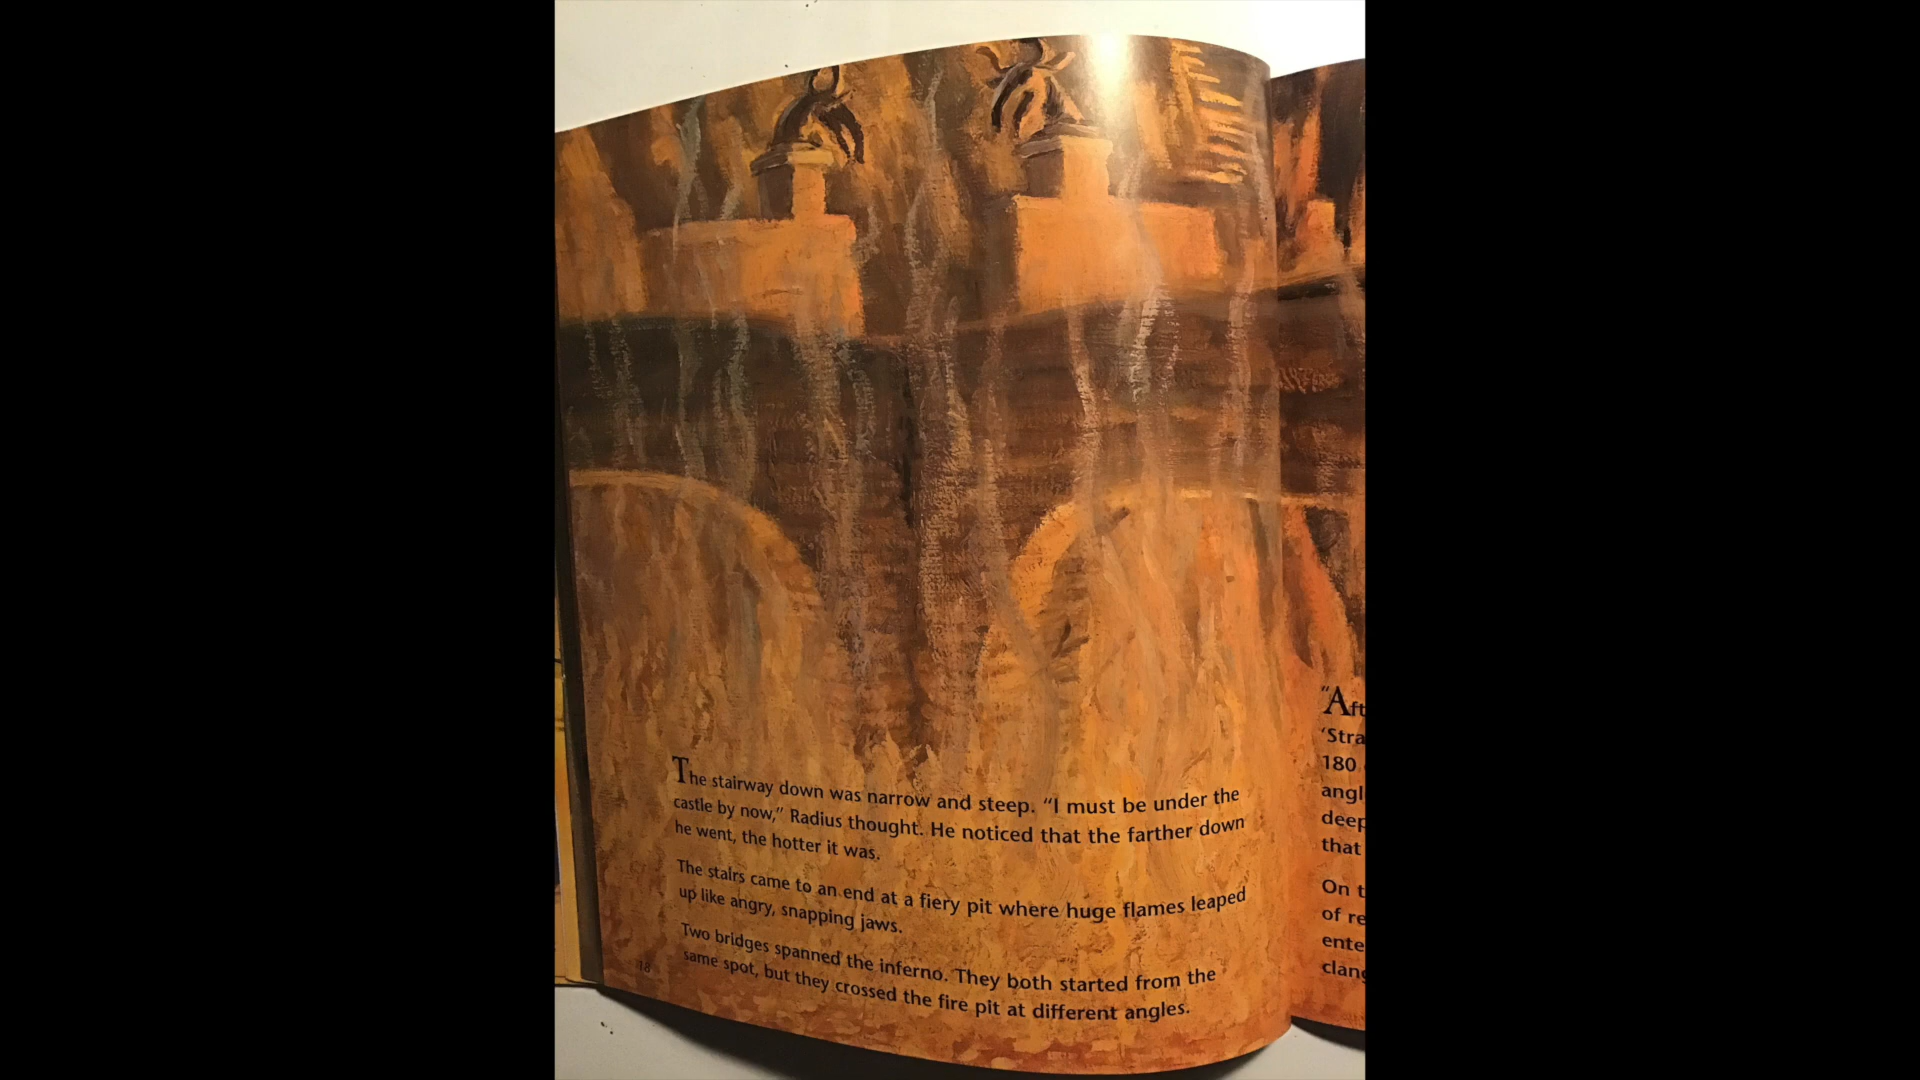 The stairway down was narrow and steep. "I must be under the
castle by now," Radius thought. He noticed that the farther down
he went, the hotter it was.
The stairs came to an end at a fiery pit where huge flames leaped
up like angry, snapping jaws.
Two bridges spanned the inferno. They both started from the
same spot, but they crossed the fire pit at different angles.
18
"Aft
'Stra
180
angl
deep
that
On t
of re
ente
clang